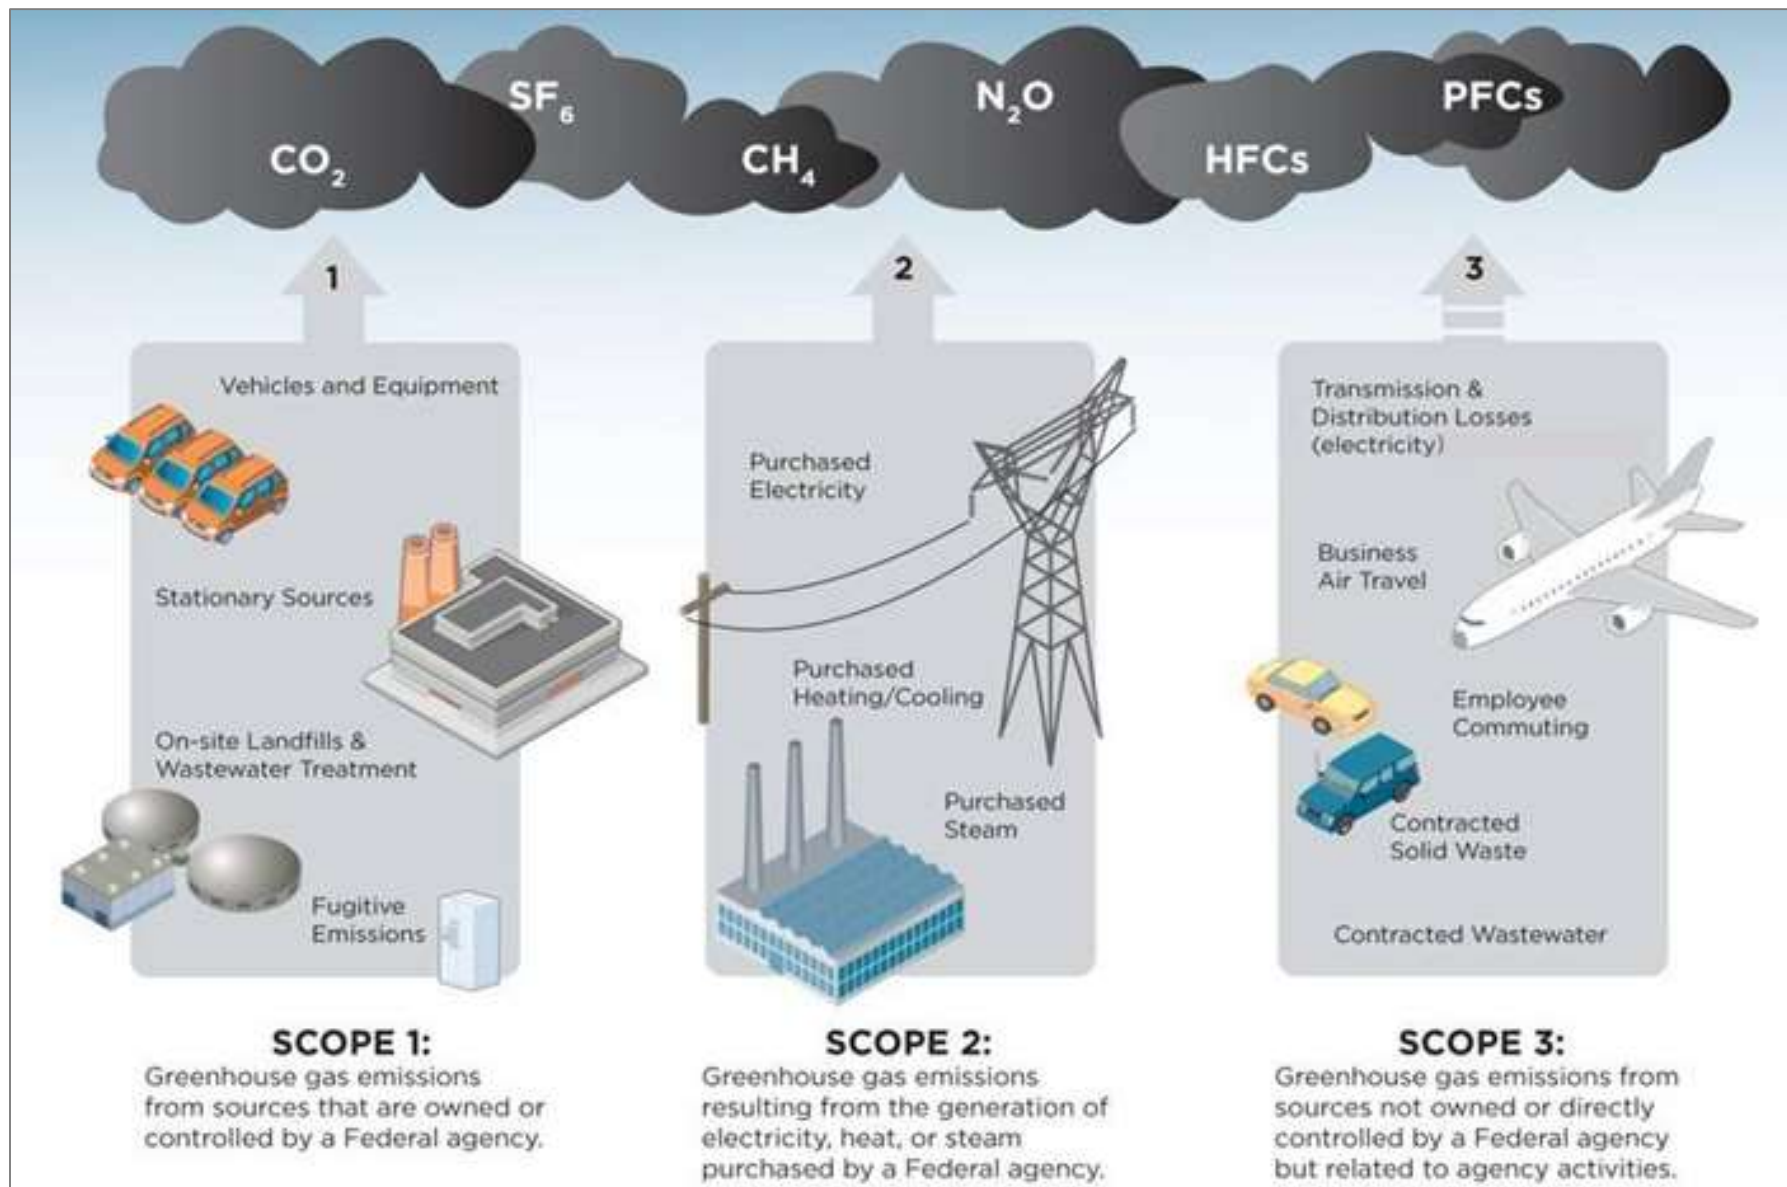 SF6
N2O
PFCs
CO2
CH4
HFCs
1
2
3
Vehicles and Equipment
Stationary Sources
On-site Landfills &
Wastewater Treatment
Fugitive
Emissions
Purchased
Electricity
Purchased
Heating/Cooling
Purchased
Steam
Transmission &
Distribution Losses
(electricity)
Business
Air Travel
Employee
Commuting
Contracted
Solid Waste
Contracted Wastewater
SCOPE 1:
Greenhouse gas emissions
from sources that are owned or
controlled by a Federal agency.
SCOPE 2:
Greenhouse gas emissions
resulting from the generation of
electricity, heat, or steam
purchased by a Federal agency.
SCOPE 3:
Greenhouse gas emissions from
sources not owned or directly
controlled by a Federal agency
but related to agency activities.